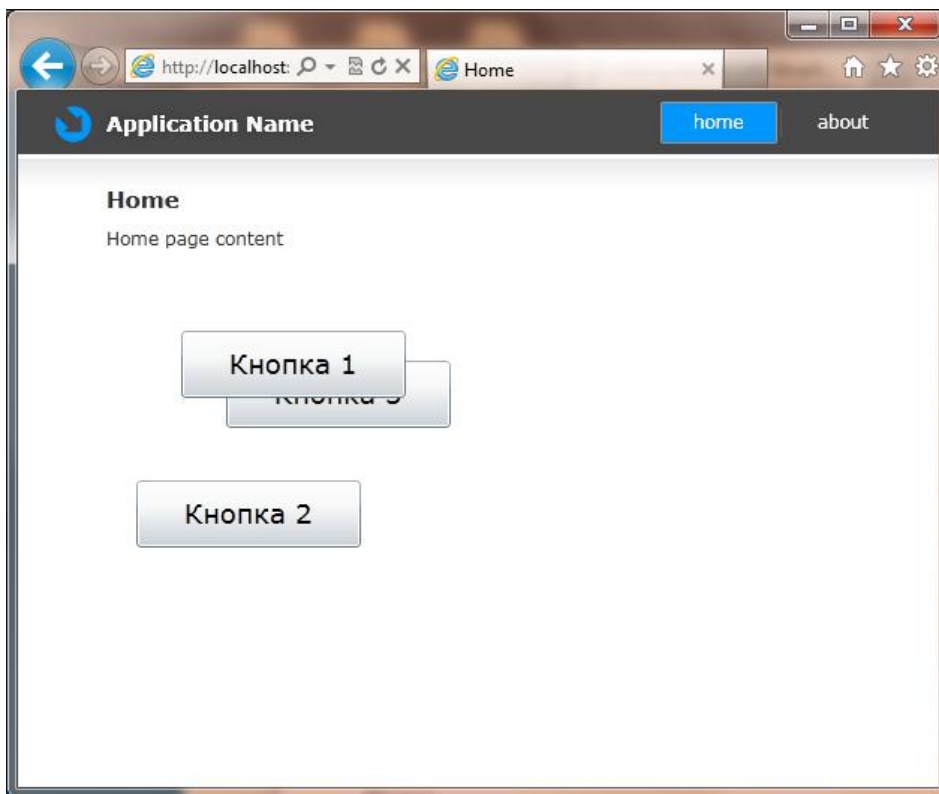 http://localhost:
Home
Application Name
home
about
Home
Home page content
Кнопка 1
Кнопка 2